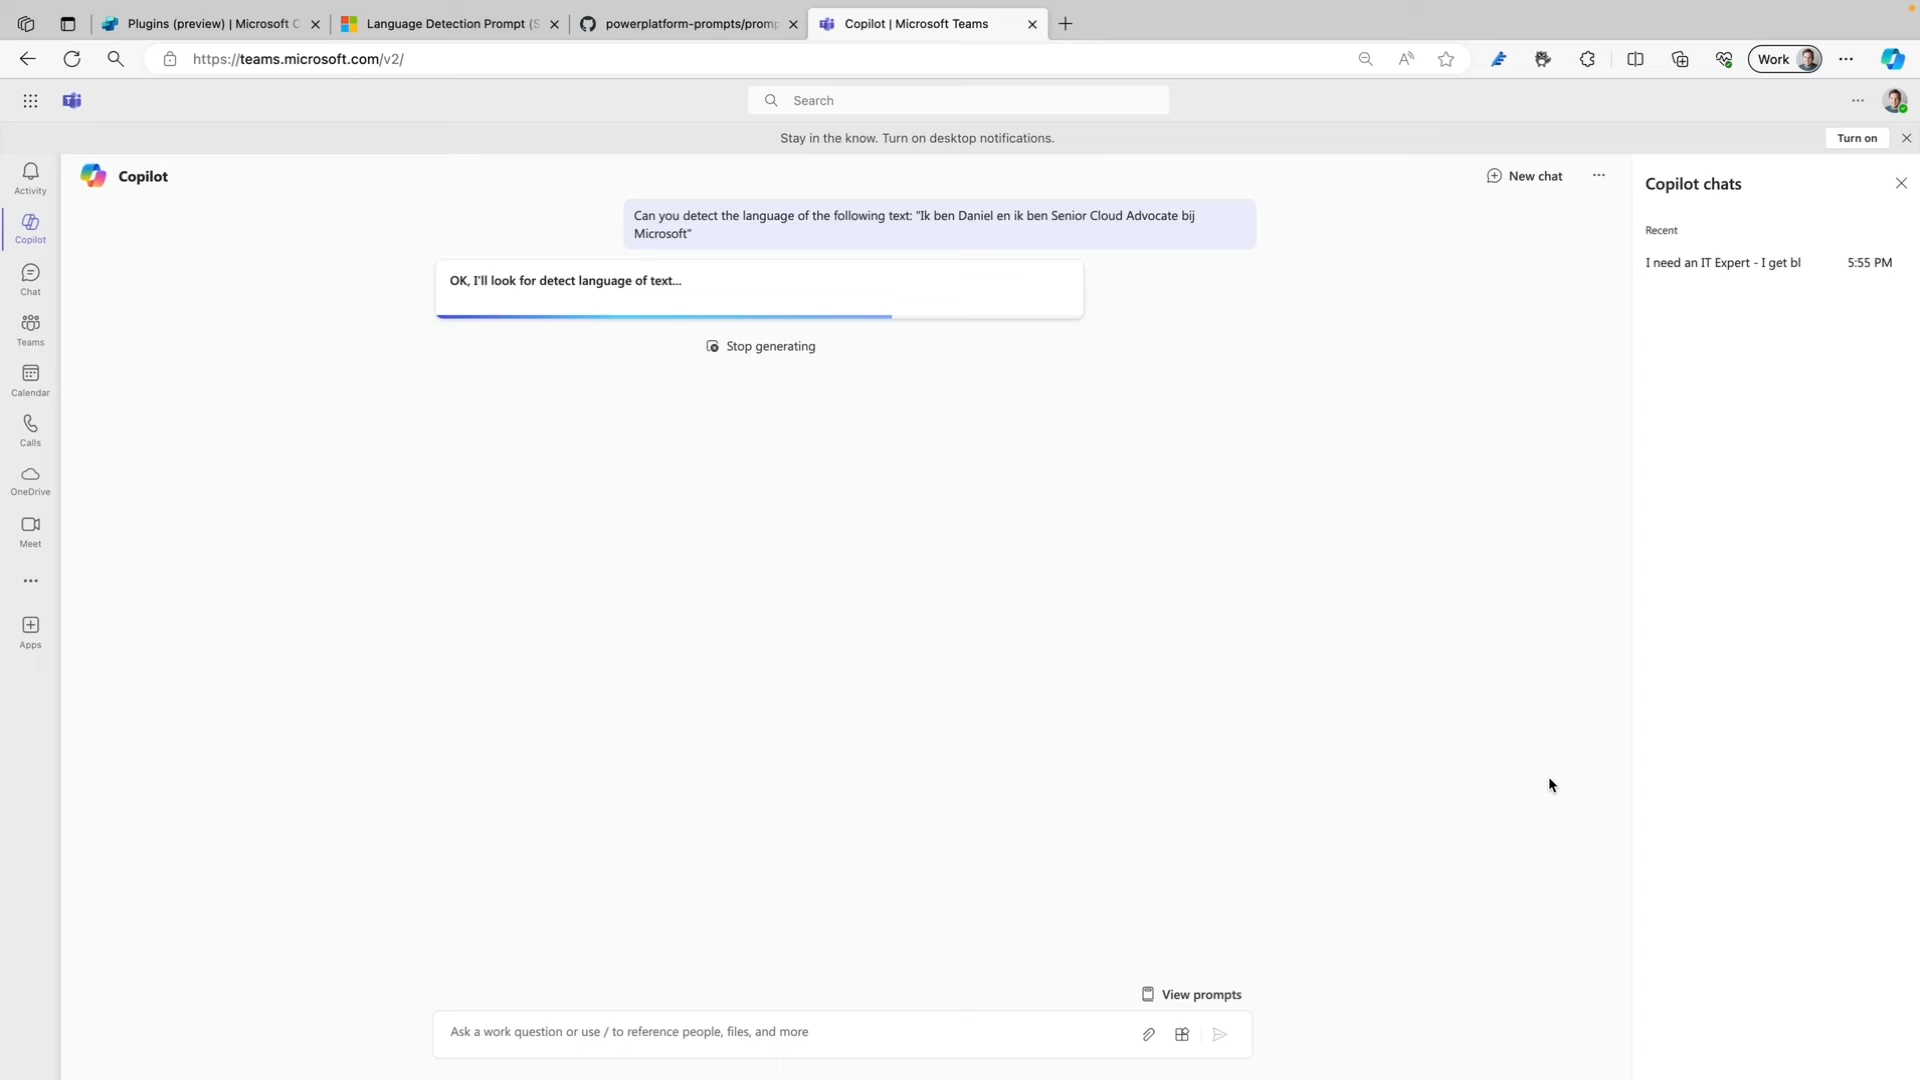 Plugins (preview) | Microsoft C
Language Detection Prompt (S
powerplatform-prompts/promp
Copilot | Microsoft Teams
https://teams.microsoft.com/v2/
Work
Search
Stay in the know. Turn on desktop notifications.
Turn on
Activity
Copilot
Chat
Teams
Calendar
Calls
OneDrive
Meet
Apps
Copilot
New chat
Can you detect the language of the following text: "Ik ben Daniel en ik ben Senior Cloud Advocate bij
Microsoft"
OK, I'll look for detect language of text...
Stop generating
View prompts
Ask a work question or use / to reference people, files, and more
Copilot chats
Recent
I need an IT Expert - I get bl 5:55 PM